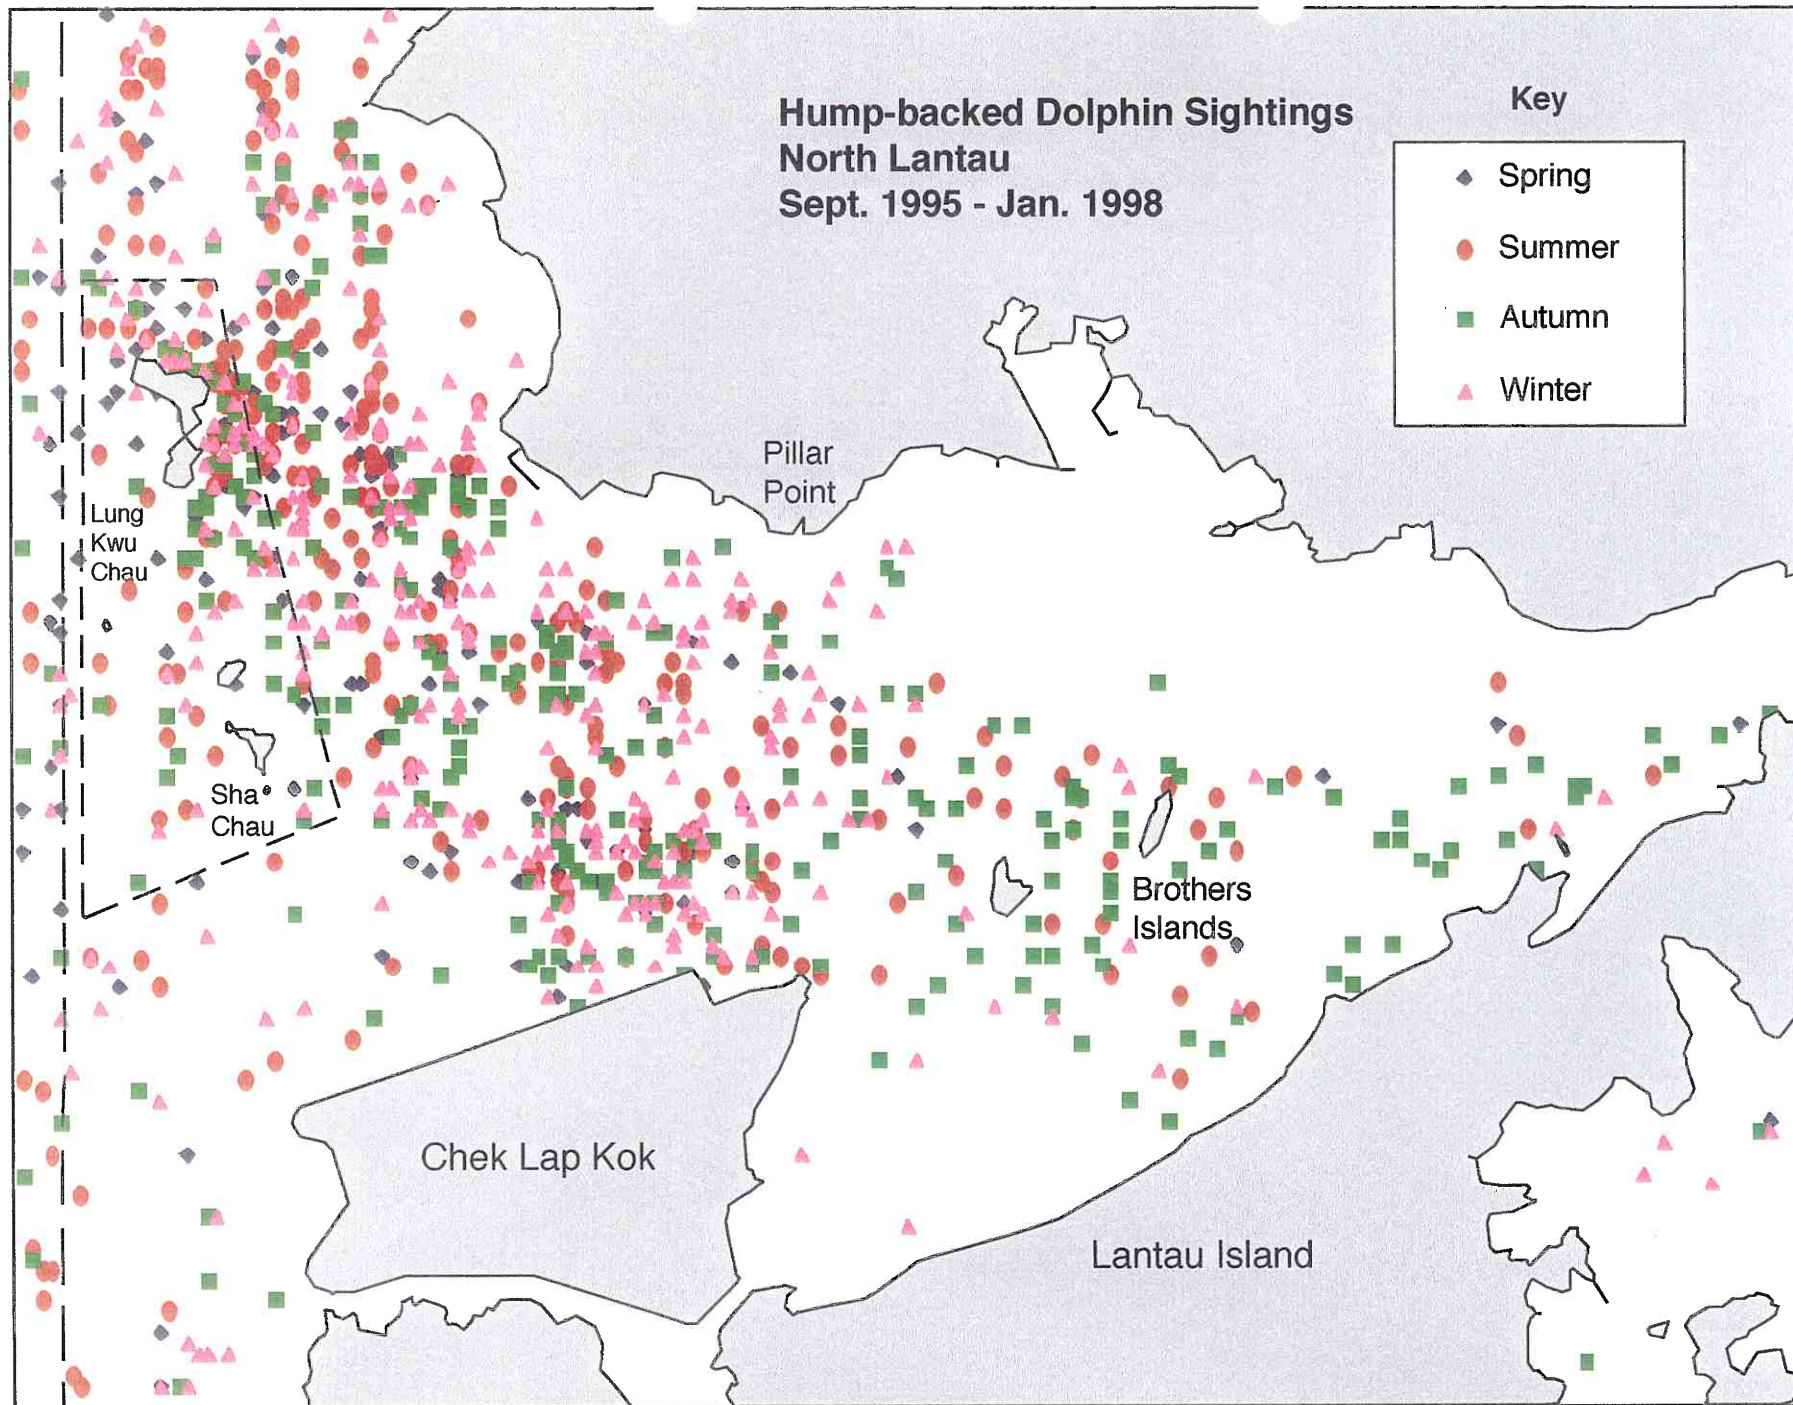 Hump-backed Dolphin Sightings
North Lantau
Sept. 1995 - Jan. 1998
Key
Spring
Summer
Autumn
Winter
Pillar
Point
Lung
Kwu
Chau
Sha
Chau
Brothers
Islands
Chek Lap Kok
Lantau Island